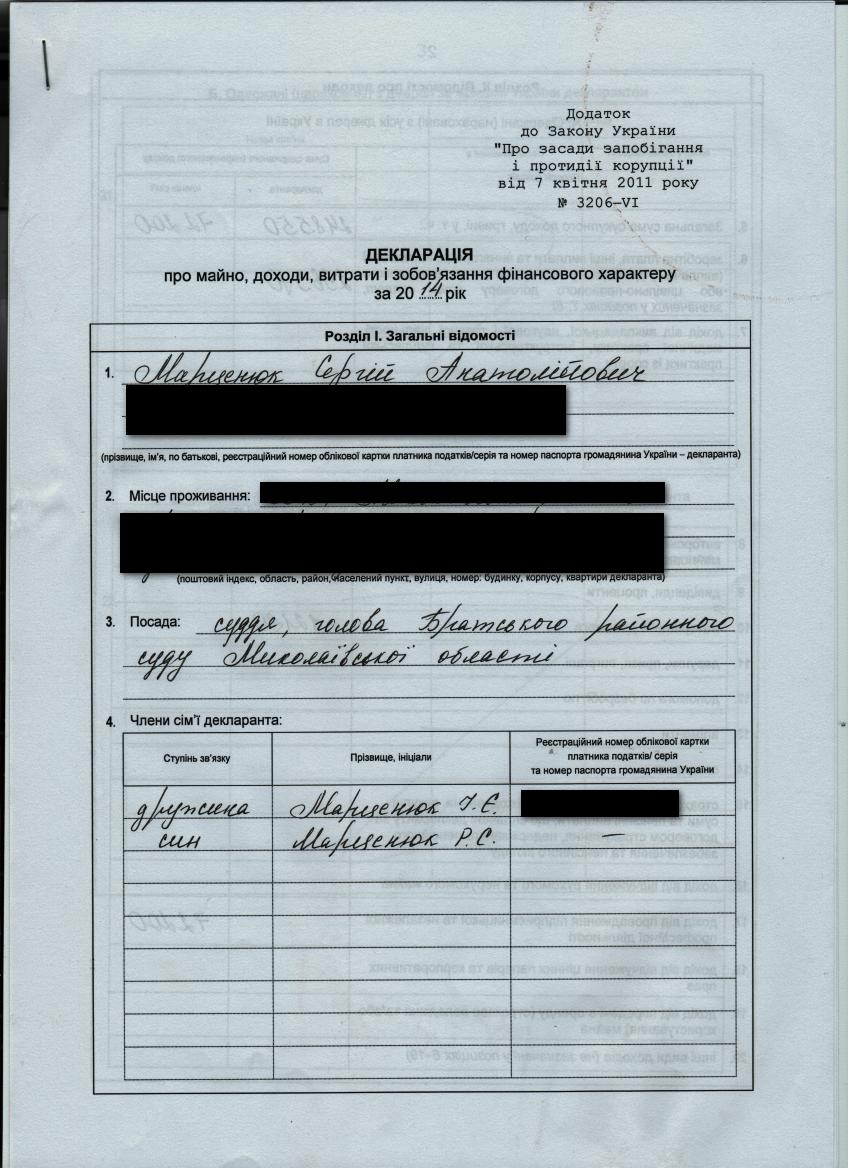 Додаток
до Закону України
"Про засади запобігання
і протидії корупції"
від 7 квітня 2011 року
№ 3206–VI
ДЕКЛАРАЦІЯ
про майно, доходи, витрати і зобов'язання фінансового характеру
за 2014 рік
Розділ І. Загальні відомості
1. Марценюк Сергій Анатолійович
(прізвище, ім'я, по батькові, реєстраційний номер облікової картки платника податків/серія та номер паспорта громадянина України – декларанта)
2. Місце проживання:
(поштовий індекс, область, район, населений пункт, вулиця, номер: будинку, корпусу, квартири декларанта)
3. Посада: суддя, голова Братського районного
суду Миколаївської області
4. Члени сім'ї декларанта:
Ступінь зв'язку Прізвище, ініціали Реєстраційний номер облікової картки
платника податків/ серія
та номер паспорта громадянина України
дружина Марценюк І.Є.
син Марценюк Р.С. —